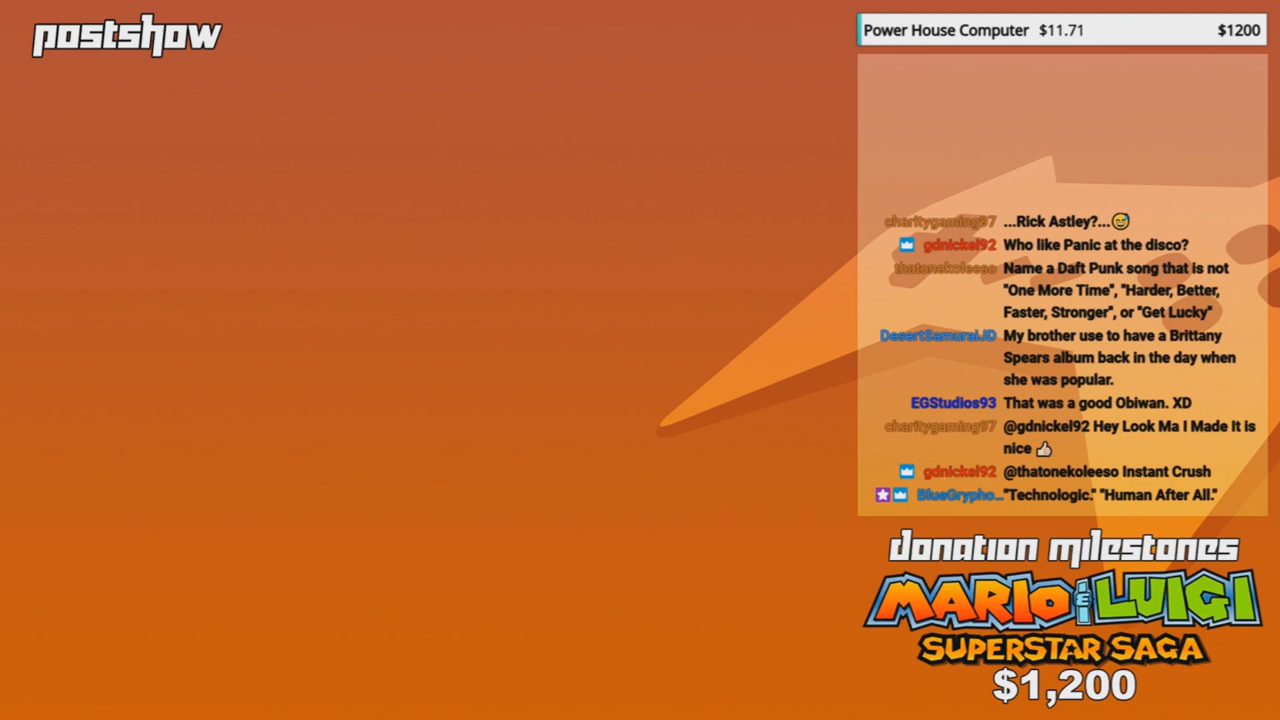 postshow
Power House Computer $11.71 $1200
charitygaming97 ...Rick Astley?...😅
gdnickel92 Who like Panic at the disco?
thatonekoleeso Name a Daft Punk song that is not
"One More Time", "Harder, Better,
Faster, Stronger", or "Get Lucky"
DesertSamuraiJD My brother use to have a Brittany
Spears album back in the day when
she was popular.
EGStudios93 That was a good Obiwan. XD
charitygaming97 @gdnickel92 Hey Look Ma I Made It is
nice 👍
gdnickel92 @thatonekoleeso Instant Crush
BlueGrypho... "Technologic." "Human After All."
donation milestones
MARIO & LUIGI
SUPERSTAR SAGA
$1,200